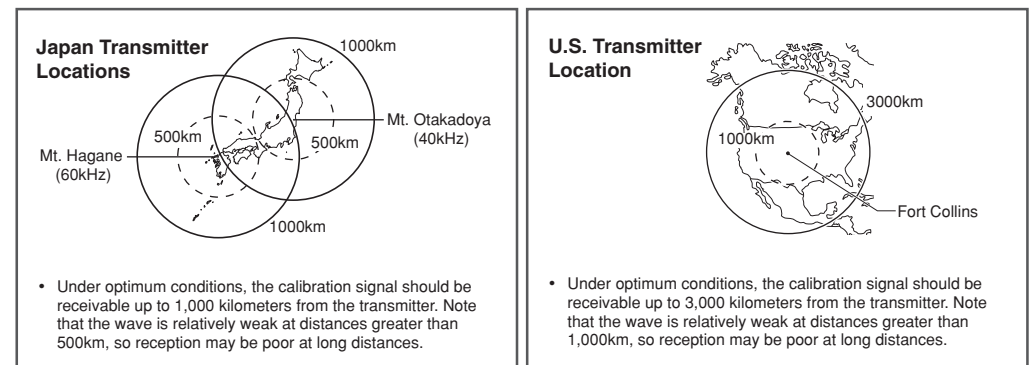 Japan Transmitter
Locations
1000km
500km
500km
Mt. Otakadoya
(40kHz)
Mt. Hagane
(60kHz)
1000km
• Under optimum conditions, the calibration signal should be
receivable up to 1,000 kilometers from the transmitter. Note
that the wave is relatively weak at distances greater than
500km, so reception may be poor at long distances.
U.S. Transmitter
Location
3000km
1000km
Fort Collins
• Under optimum conditions, the calibration signal should be
receivable up to 3,000 kilometers from the transmitter. Note
that the wave is relatively weak at distances greater than
1,000km, so reception may be poor at long distances.